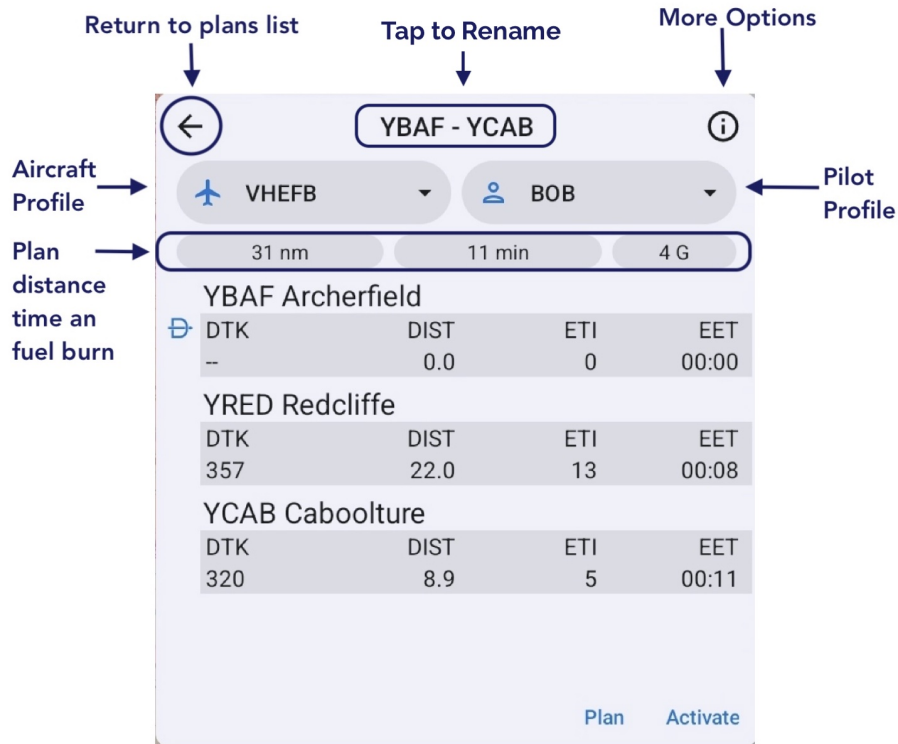 Return to plans list
Tap to Rename
More Options
YBAF - YCAB
Aircraft
Profile
VHEFB
BOB
Pilot
Profile
Plan
distance
time an
fuel burn
31 nm
11 min
4 G
YBAF Archerfield
DTK DIST ETI EET
-- 0.0 0 00:00
YRED Redcliffe
DTK DIST ETI EET
357 22.0 13 00:08
YCAB Caboolture
DTK DIST ETI EET
320 8.9 5 00:11
Plan Activate